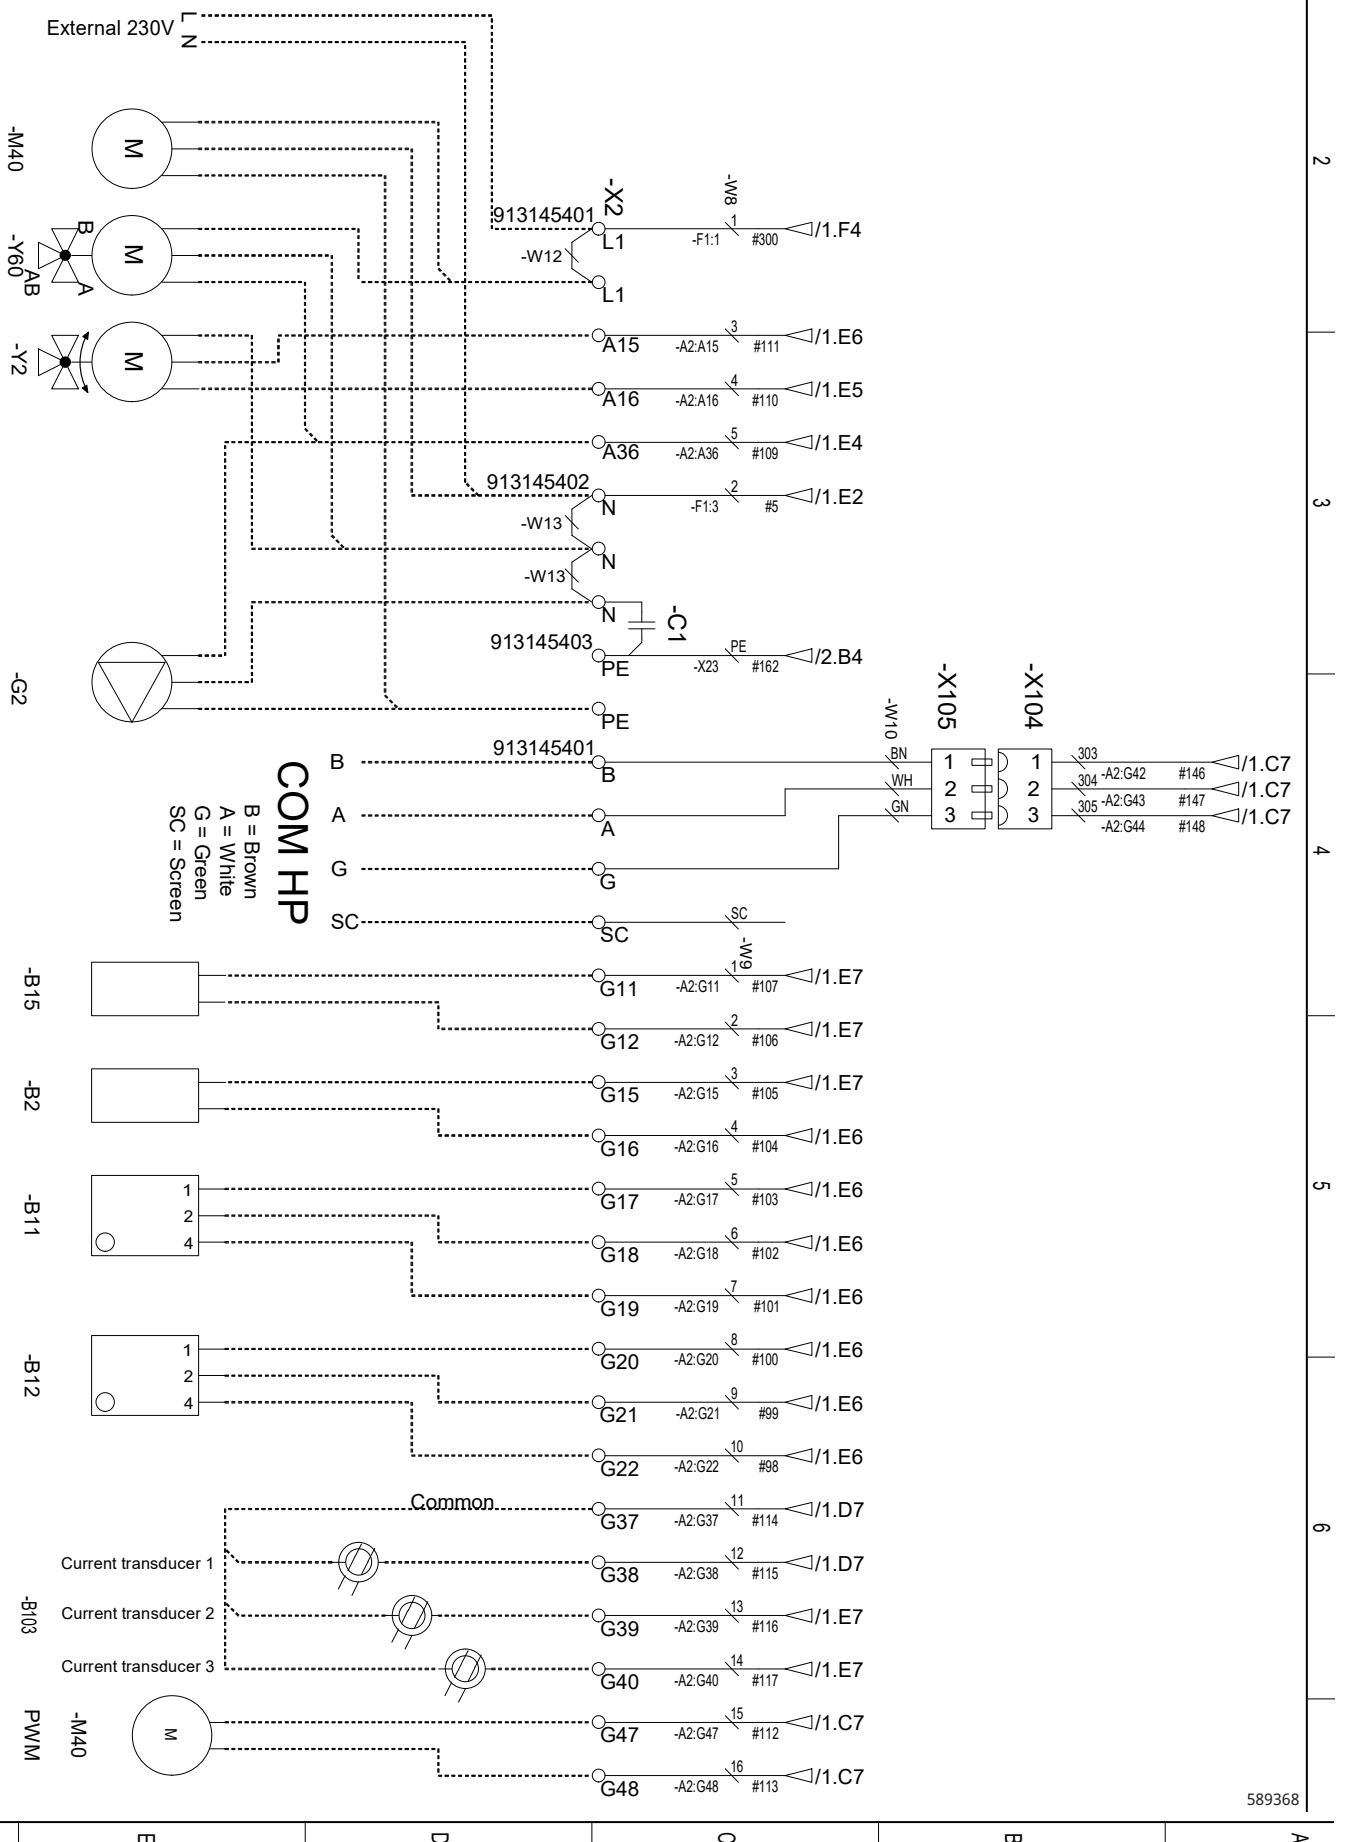 External 230V
L
N
2
-M40
M
-X2
-W8
913145401
L1
-F1:1
1
#300
/1.F4
-W12
L1
B
A
AB
-Y60
M
-Y2
M
A15
-A2:A15
3
#111
/1.E6
A16
-A2:A16
4
#110
/1.E5
A36
-A2:A36
5
#109
/1.E4
913145402
N
-F1:3
2
#5
/1.E2
3
-W13
N
-W13
N
-C1
913145403
PE
-X23
PE
#162
/2.B4
-G2
PE
-X105
-X104
-W10
B
913145401
B
BN
1
1
303
-A2:G42
#146
/1.C7
WH
2
2
304
-A2:G43
#147
/1.C7
A
A
GN
3
3
305
-A2:G44
#148
/1.C7
4
G
G
SC
SC
SC
COM HP
B = Brown
A = White
G = Green
SC = Screen
-W9
-B15
G11
-A2:G11
1
#107
/1.E7
G12
-A2:G12
2
#106
/1.E7
-B2
G15
-A2:G15
3
#105
/1.E7
G16
-A2:G16
4
#104
/1.E6
-B11
1
2
4
G17
-A2:G17
5
#103
/1.E6
5
G18
-A2:G18
6
#102
/1.E6
G19
-A2:G19
7
#101
/1.E6
-B12
1
2
4
G20
-A2:G20
8
#100
/1.E6
G21
-A2:G21
9
#99
/1.E6
G22
-A2:G22
10
#98
/1.E6
Common
G37
-A2:G37
11
#114
/1.D7
6
Current transducer 1
G38
-A2:G38
12
#115
/1.D7
-B103
Current transducer 2
G39
-A2:G39
13
#116
/1.E7
Current transducer 3
G40
-A2:G40
14
#117
/1.E7
PWM
-M40
M
G47
-A2:G47
15
#112
/1.C7
G48
-A2:G48
16
#113
/1.C7
589368
E
D
C
B
A